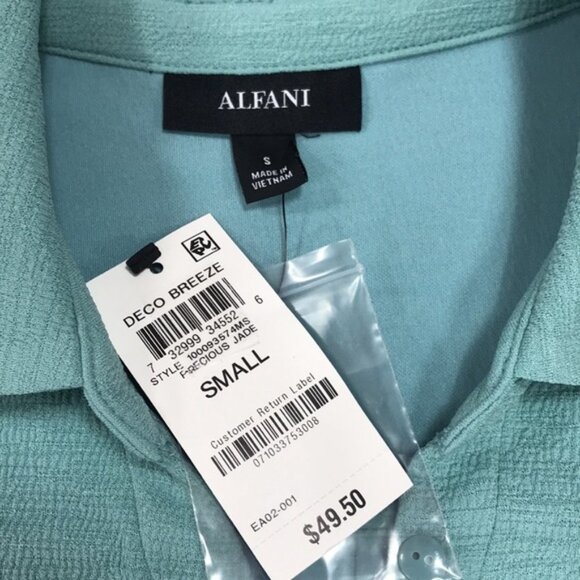 ALFANI
S
MADE IN
VIETNAM
DECO BREEZE
7 32999 34552 6
STYLE 100093574MS
PRECIOUS JADE
SMALL
Customer Return Label
071033753008
EA02-001
$49.50